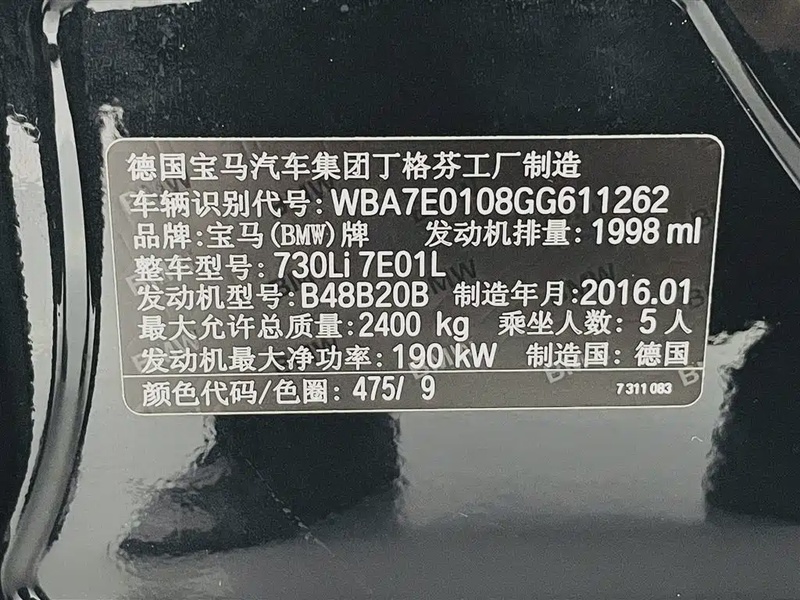 德国宝马汽车集团丁格芬工厂制造
车辆识别代号: WBA7E0108GG611262
品牌: 宝马(BMW)牌 发动机排量: 1998 ml
整车型号: 730Li 7E01L
发动机型号: B48B20B 制造年月: 2016.01
最大允许总质量: 2400 kg 乘坐人数: 5 人
发动机最大净功率: 190 kW 制造国: 德国
颜色代码/色圈: 475/ 9 7 311 083